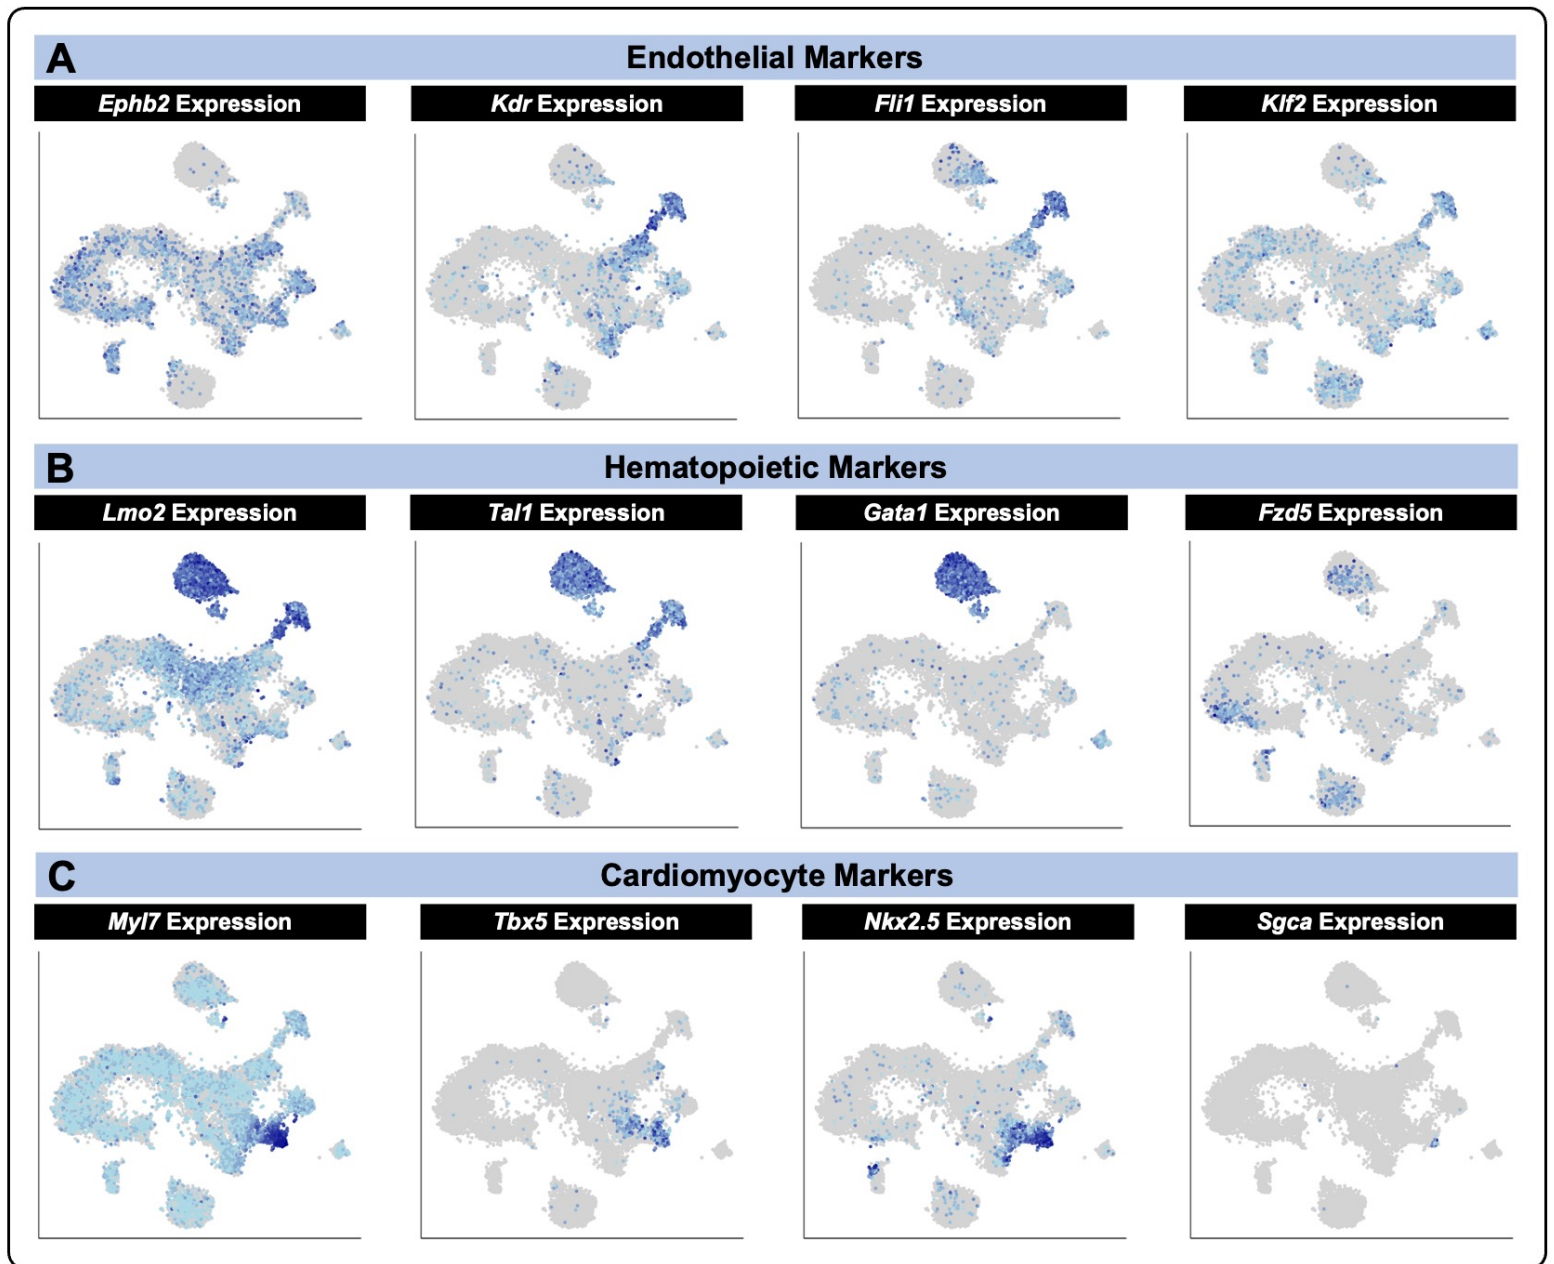 A Endothelial Markers
Ephb2 Expression
Kdr Expression
Fli1 Expression
Klf2 Expression
B Hematopoietic Markers
Lmo2 Expression
Tal1 Expression
Gata1 Expression
Fzd5 Expression
C Cardiomyocyte Markers
Myl7 Expression
Tbx5 Expression
Nkx2.5 Expression
Sgca Expression